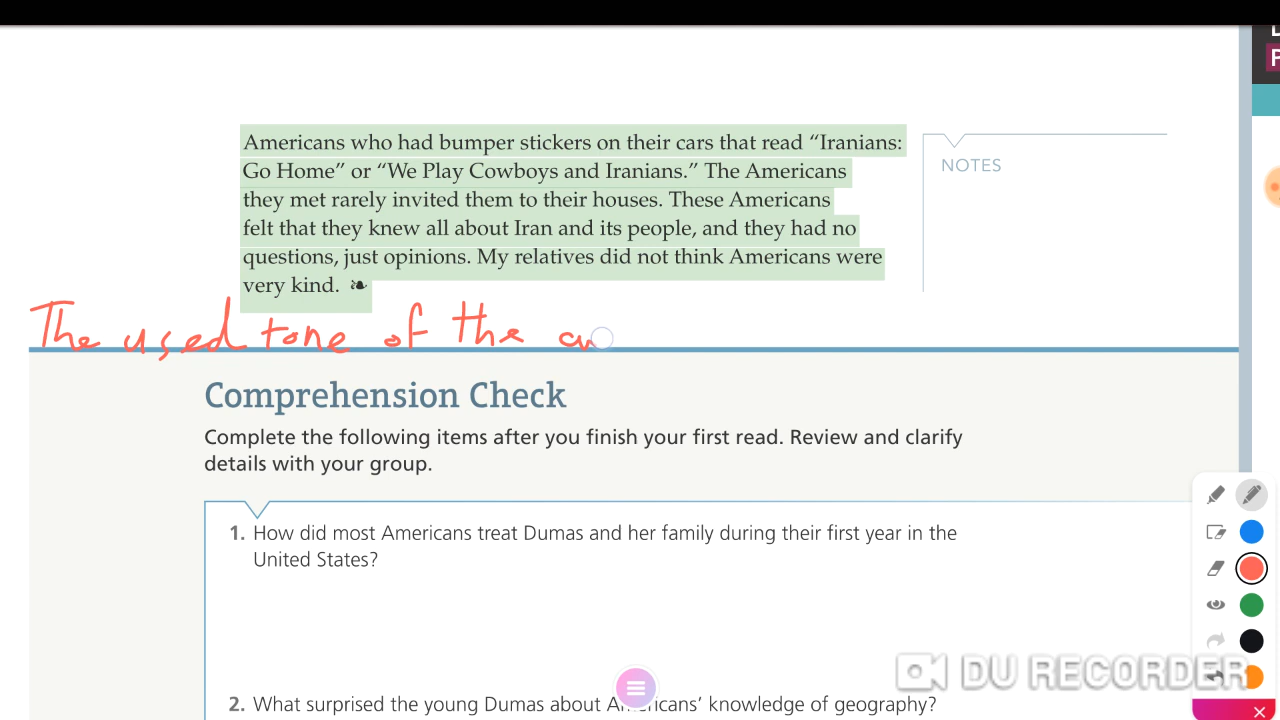 Americans who had bumper stickers on their cars that read “Iranians:
Go Home” or “We Play Cowboys and Iranians.” The Americans
they met rarely invited them to their houses. These Americans
felt that they knew all about Iran and its people, and they had no
questions, just opinions. My relatives did not think Americans were
very kind. ❧
NOTES
The used tone of the
Comprehension Check
Complete the following items after you finish your first read. Review and clarify
details with your group.
1. How did most Americans treat Dumas and her family during their first year in the
United States?
2. What surprised the young Dumas about Americans’ knowledge of geography?
DU RECORDER